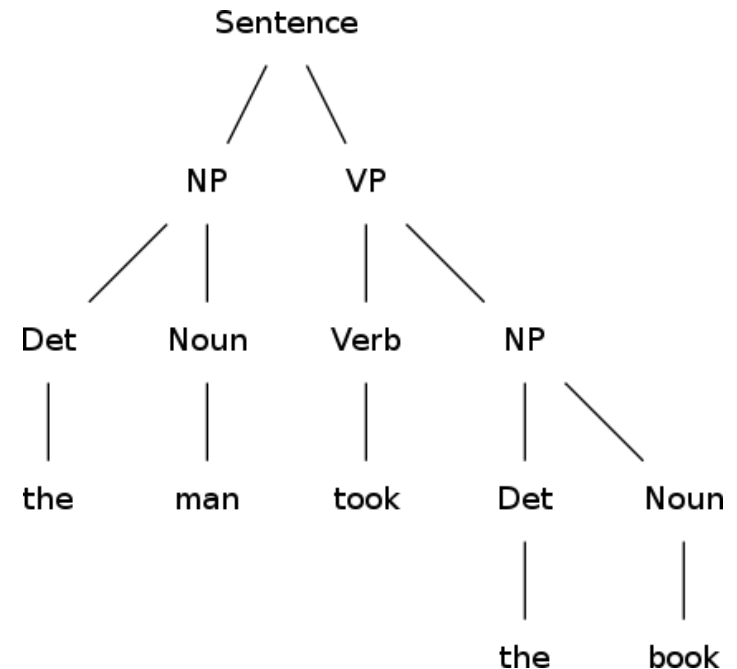 Sentence
NP VP
Det Noun Verb NP
the man took Det Noun
the book